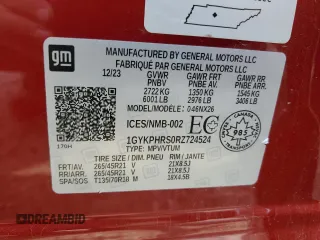 gm
MANUFACTURED BY GENERAL MOTORS LLC
FABRIQUÉ PAR GENERAL MOTORS LLC
12/23 GVWR GAWR FRT GAWR RR
PNBV PNBE AV PNBE ARR
2722 KG 1350 KG 1545 KG
6001 LB 2976 LB 3406 LB
MODEL/MODÈLE: 046NX26
ICES/NMB-002 EC
985
1GYKPHRS0RZ724524
TYPE: MPV/VTUM
TIRE SIZE / DIM. PNEU RIM / JANTE
FRT/AV. 265/45R21 V 21X8.5J
RR/ARR. 265/45R21 V 21X8.5J
SPA/SOS T135/70R18 M 18X4.5B
DREAMBID